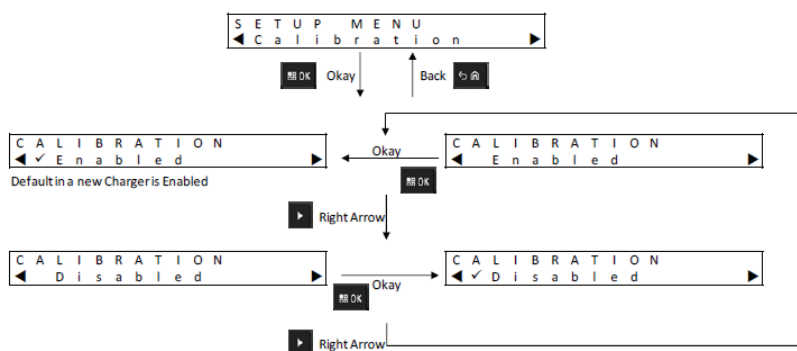 SETUP MENU
◀ Calibration ▶
OK Okay Back
CALIBRATION
◀ ✓ Enabled ▶
Okay
CALIBRATION
◀ Enabled ▶
Default in a new Charger is Enabled
OK
Right Arrow
CALIBRATION
◀ Disabled ▶
Okay
OK
CALIBRATION
◀ ✓ Disabled ▶
Right Arrow